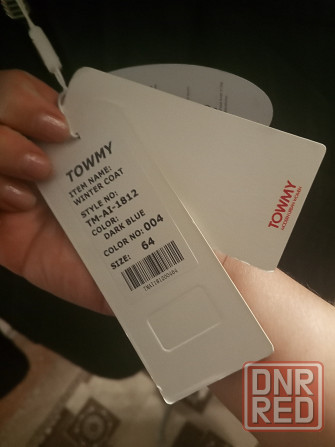 TOWMY
ITEM NAME:
WINTER COAT
STYLE NO:
TM-AI-1812
COLOR:
DARK BLUE
COLOR NO: 004
SIZE: 64
TOWMY
DNR
RED